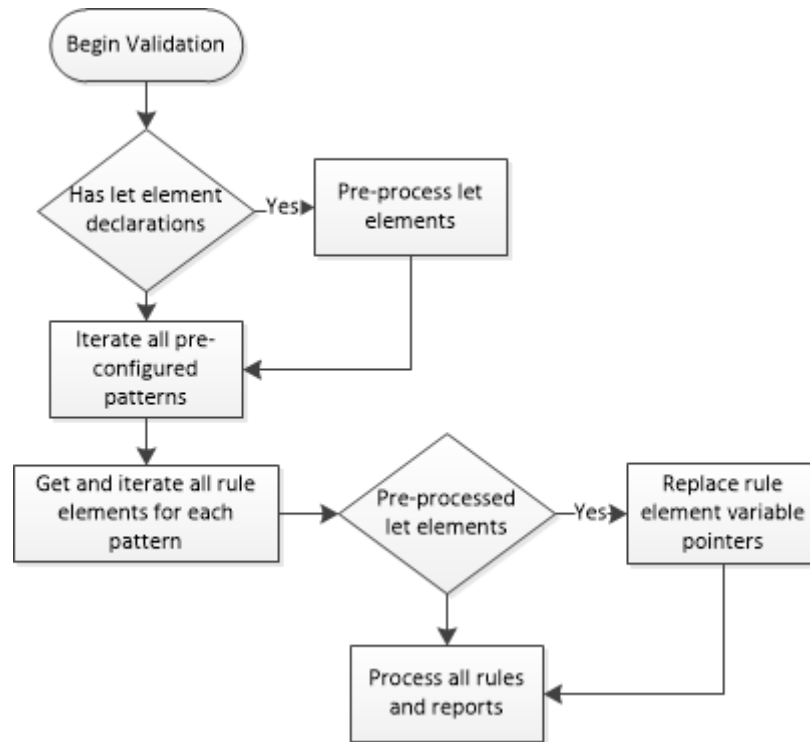 Begin Validation
Has let element
declarations
Yes
Pre-process let
elements
Iterate all pre-
configured
patterns
Get and iterate all rule
elements for each
pattern
Pre-processed
let elements
Yes
Replace rule
element variable
pointers
Process all rules
and reports